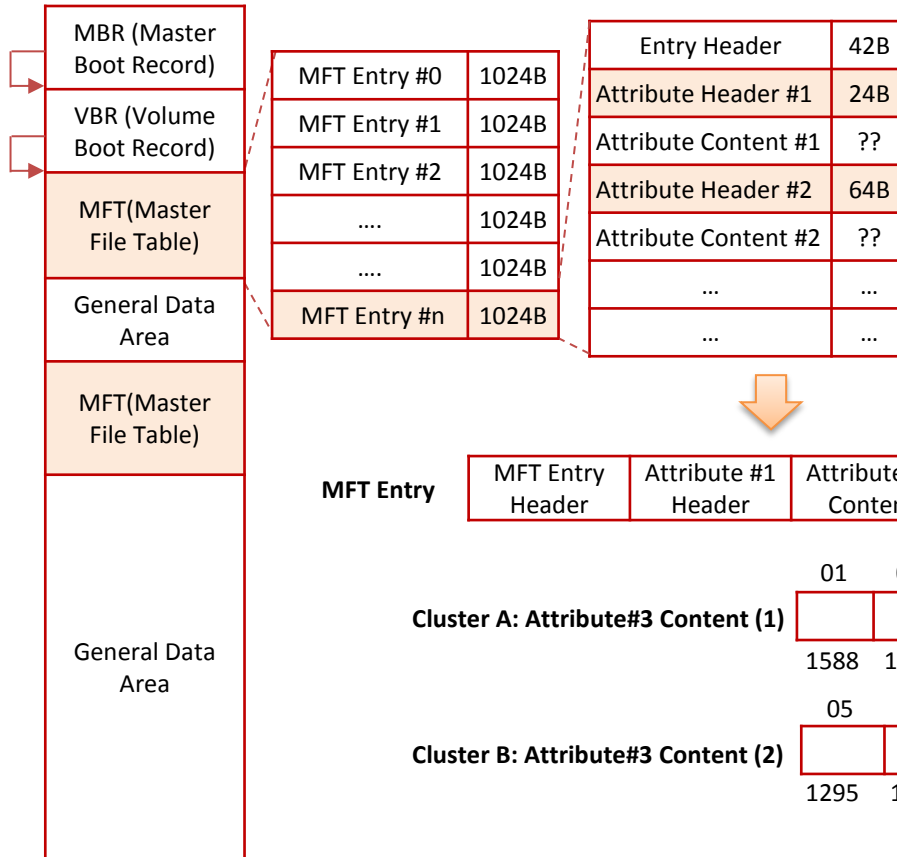 MBR (Master
Boot Record)
VBR (Volume
Boot Record)
MFT(Master
File Table)
General Data
Area
MFT(Master
File Table)
General Data
Area
MFT Entry #0 1024B
MFT Entry #1 1024B
MFT Entry #2 1024B
.... 1024B
.... 1024B
MFT Entry #n 1024B
Entry Header 42B
Attribute Header #1 24B
Attribute Content #1 ??
Attribute Header #2 64B
Attribute Content #2 ??
... ...
... ...
MFT Entry
MFT Entry
Header
Attribute #1
Header
01
Cluster A: Attribute#3 Content (1)
1588
05
Cluster B: Attribute#3 Content (2)
1295